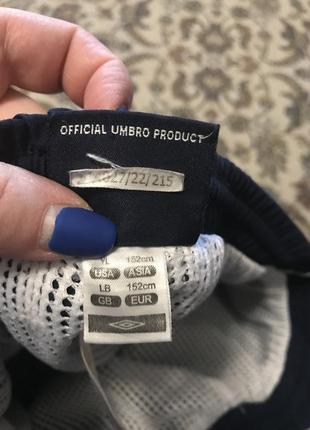 OFFICIAL UMBRO PRODUCT
27/22/215
YL 152cm
USA ASIA
LB 152cm
GB EUR